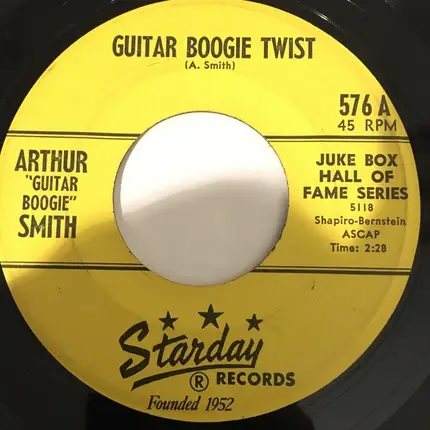 GUITAR BOOGIE TWIST
(A. Smith)
576 A
45 RPM
ARTHUR
"GUITAR
BOOGIE"
SMITH
JUKE BOX
HALL OF
FAME SERIES
5118
Shapiro-Bernstein
ASCAP
Time: 2:28
Starday
® RECORDS
Founded 1952